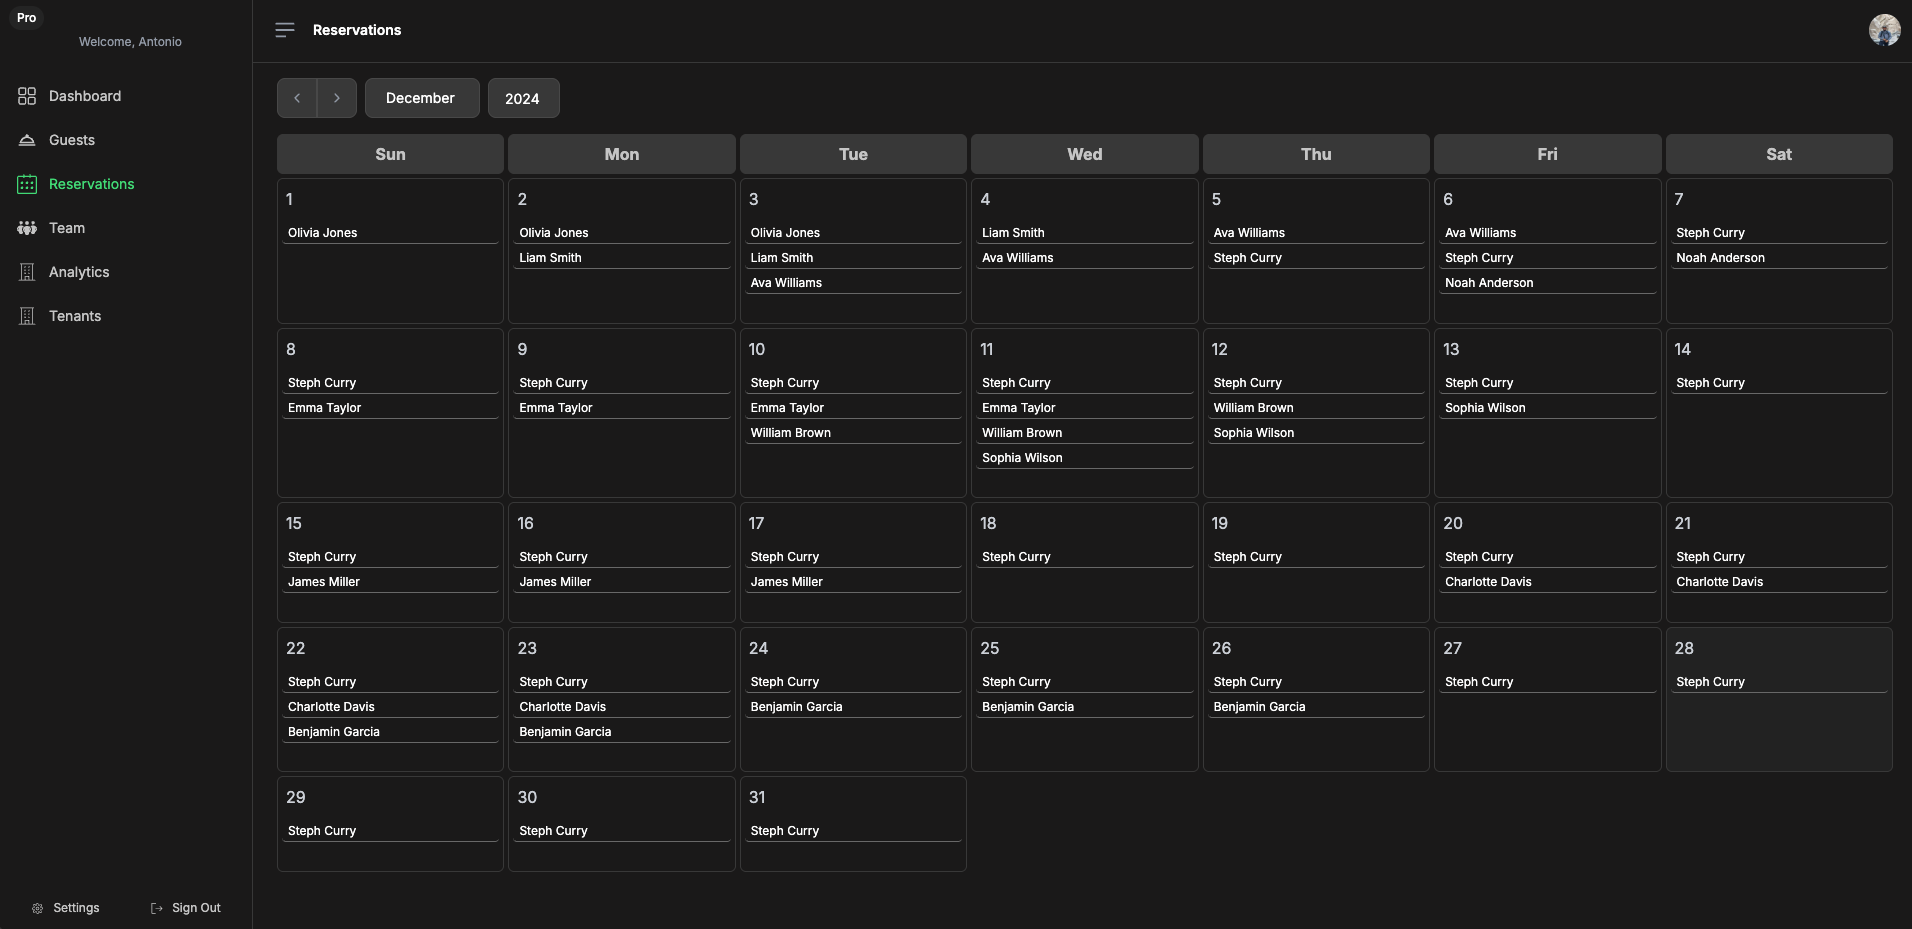 Pro
Welcome, Antonio
Dashboard
Guests
Reservations
Team
Analytics
Tenants
Settings
Sign Out
Reservations
December
2024
Sun Mon Tue Wed Thu Fri Sat
1
Olivia Jones
2
Olivia Jones
Liam Smith
3
Olivia Jones
Liam Smith
Ava Williams
4
Liam Smith
Ava Williams
5
Ava Williams
Steph Curry
6
Ava Williams
Steph Curry
Noah Anderson
7
Steph Curry
Noah Anderson
8
Steph Curry
Emma Taylor
9
Steph Curry
Emma Taylor
10
Steph Curry
Emma Taylor
William Brown
11
Steph Curry
Emma Taylor
William Brown
Sophia Wilson
12
Steph Curry
William Brown
Sophia Wilson
13
Steph Curry
Sophia Wilson
14
Steph Curry
15
Steph Curry
James Miller
16
Steph Curry
James Miller
17
Steph Curry
James Miller
18
Steph Curry
19
Steph Curry
20
Steph Curry
Charlotte Davis
21
Steph Curry
Charlotte Davis
22
Steph Curry
Charlotte Davis
Benjamin Garcia
23
Steph Curry
Charlotte Davis
Benjamin Garcia
24
Steph Curry
Benjamin Garcia
25
Steph Curry
Benjamin Garcia
26
Steph Curry
Benjamin Garcia
27
Steph Curry
28
Steph Curry
29
Steph Curry
30
Steph Curry
31
Steph Curry